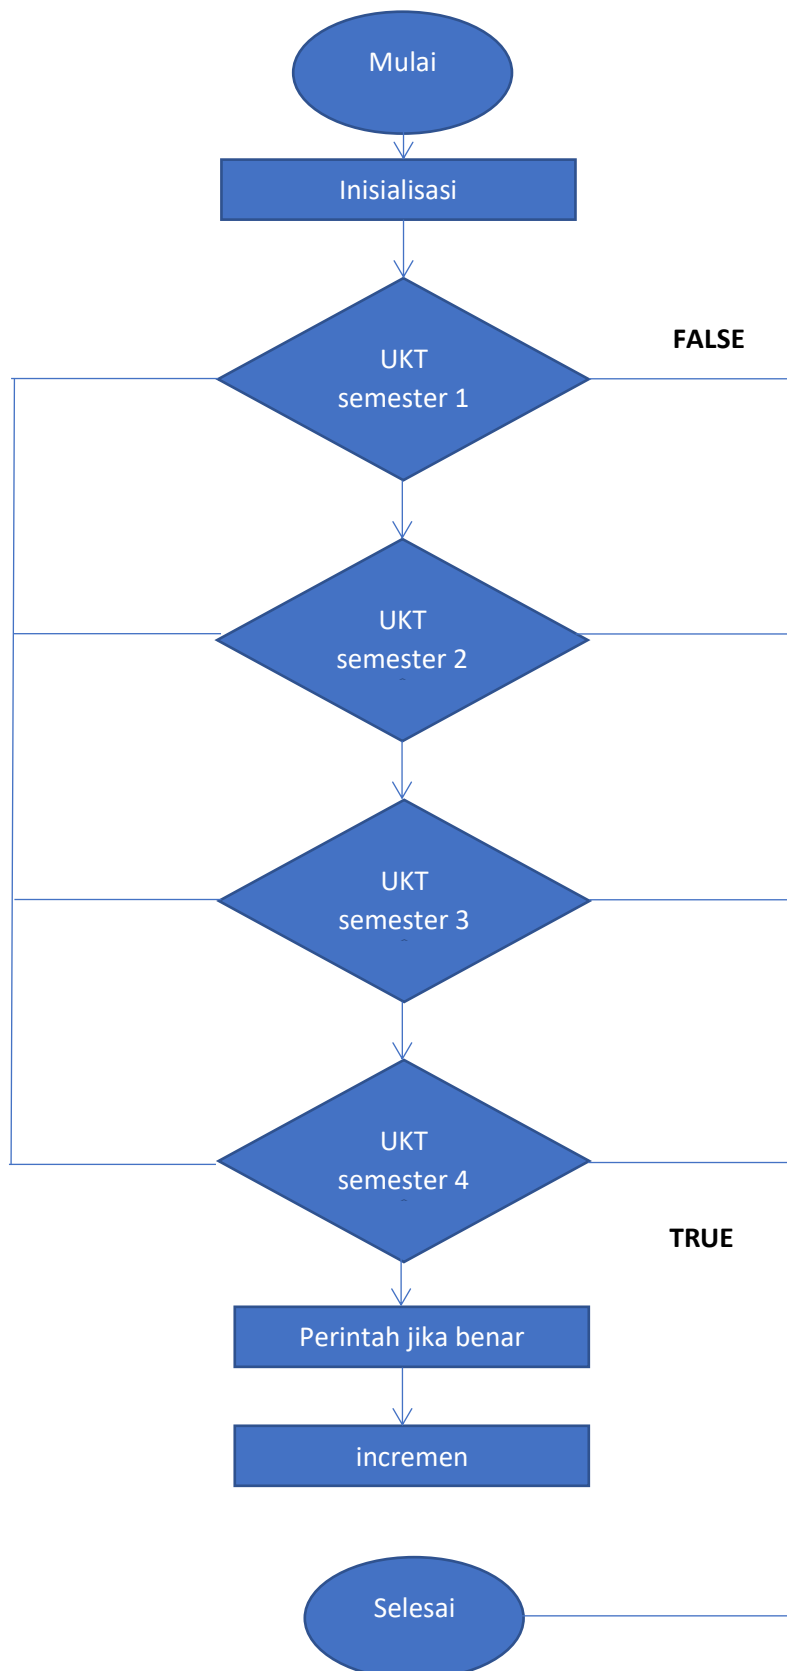 Mulai
Inisialisasi
FALSE
UKT
semester 1
UKT
semester 2
UKT
semester 3
UKT
semester 4
TRUE
Perintah jika benar
incremen
Selesai